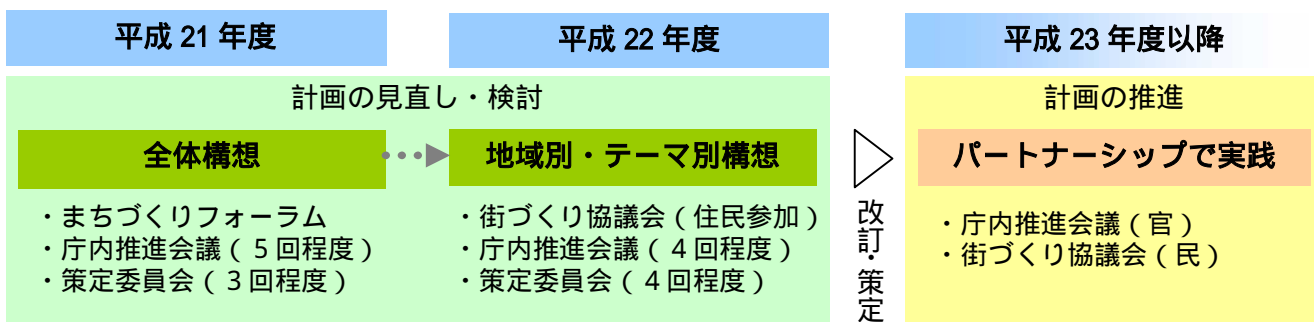 平成 21 年度
平成 22 年度
平成 23 年度以降
計画の見直し・検討
計画の推進
全体構想
地域別・テーマ別構想
パートナーシップで実践
・まちづくりフォーラム
・庁内推進会議（５回程度）
・策定委員会（３回程度）
・街づくり協議会（住民参加）
・庁内推進会議（４回程度）
・策定委員会（４回程度）
改訂・策定
・庁内推進会議（官）
・街づくり協議会（民）